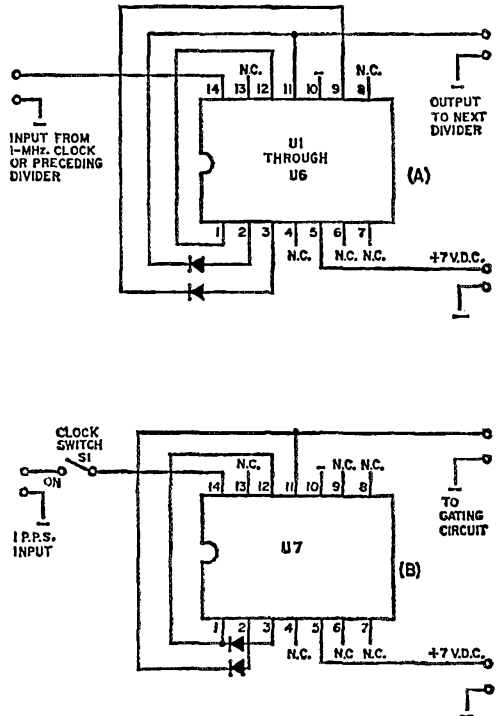 14 N.C. 13 12 11 10 9 N.C. 8
INPUT FROM
1-MHz. CLOCK
OR PRECEDING
DIVIDER
U1
THROUGH
U6
OUTPUT
TO NEXT
DIVIDER
(A)
1 2 3 4 5 6 7
N.C. N.C. N.C.
+7 V.D.C.
CLOCK
SWITCH
S1
ON
1 P.P.S.
INPUT
14 N.C. 13 12 11 10 N.C. 9 N.C. 8
U7
TO
GATING
CIRCUIT
(B)
1 2 3 4 5 6 7
N.C. N.C N.C.
+7 V.D.C.